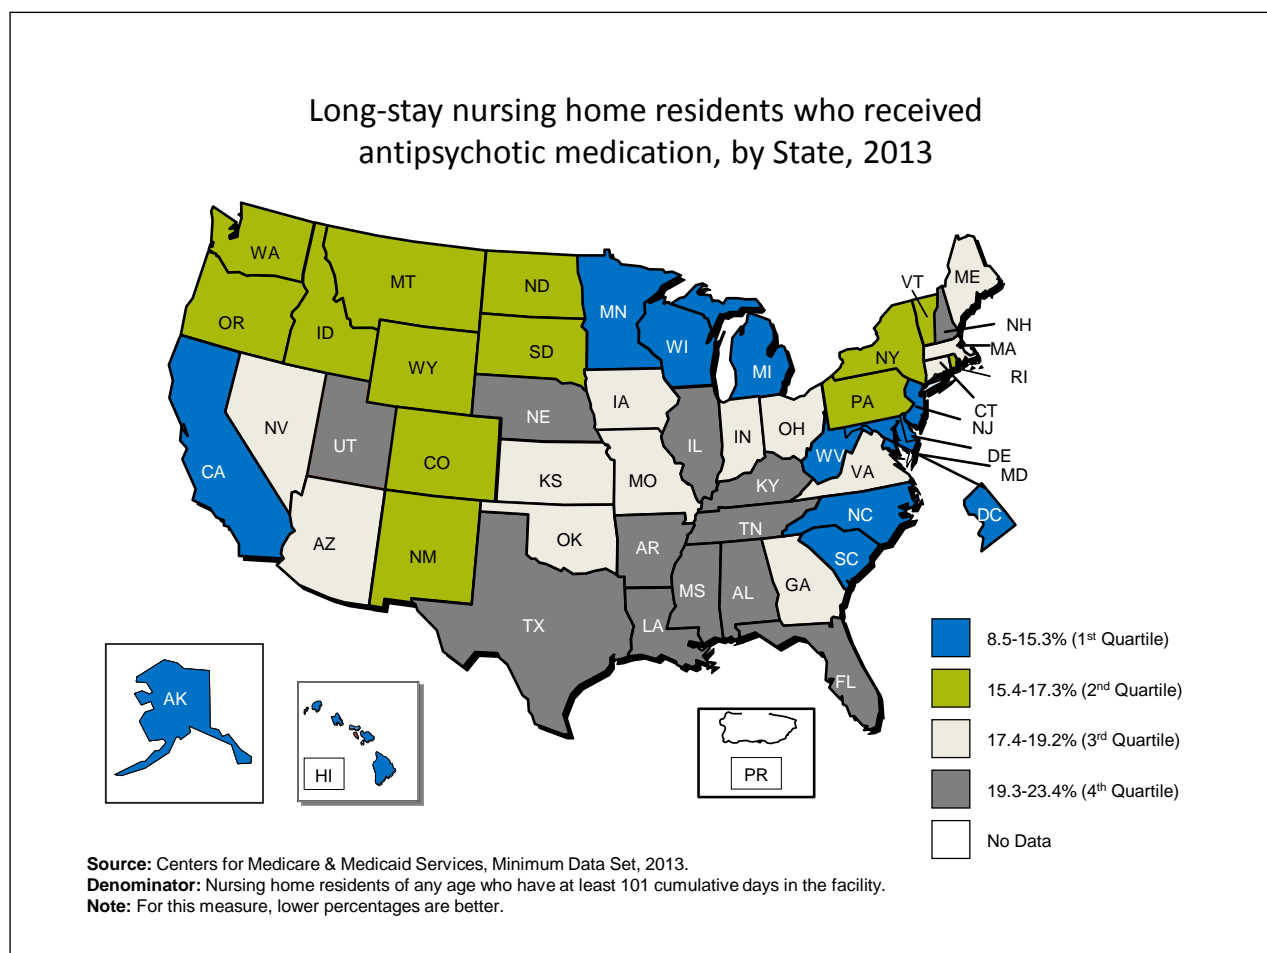 Long-stay nursing home residents who received
antipsychotic medication, by State, 2013
WA
MT
ND
MN
VT
ME
OR
ID
WY
SD
WI
MI
NY
NH
MA
RI
CT
NJ
DE
MD
DC
PA
NV
UT
NE
IA
IL
IN
OH
WV
VA
CA
CO
KS
MO
KY
NC
AZ
NM
OK
AR
TN
SC
TX
LA
MS
AL
GA
FL
AK
HI
PR
8.5-15.3% (1st Quartile)
15.4-17.3% (2nd Quartile)
17.4-19.2% (3rd Quartile)
19.3-23.4% (4th Quartile)
No Data
Source: Centers for Medicare & Medicaid Services, Minimum Data Set, 2013.
Denominator: Nursing home residents of any age who have at least 101 cumulative days in the facility.
Note: For this measure, lower percentages are better.